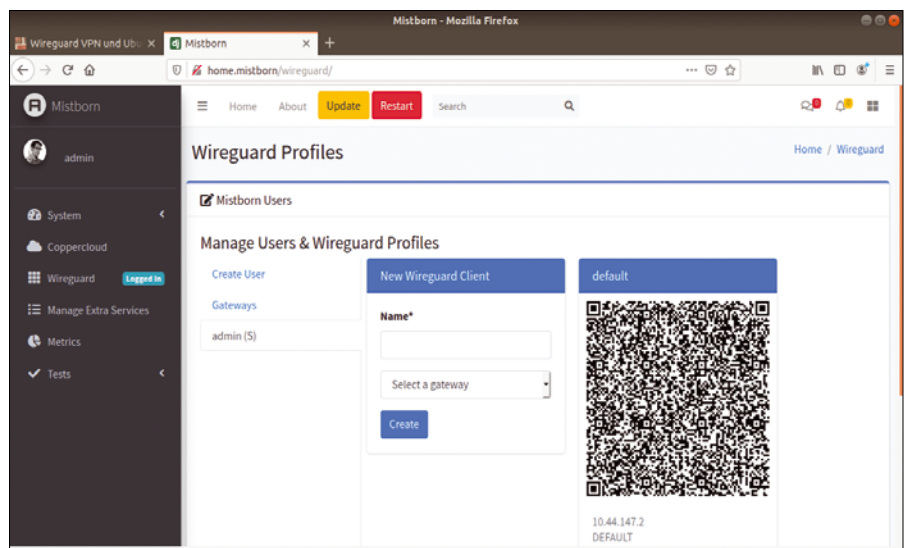 Mistborn - Mozilla Firefox
Wireguard VPN und Ubu
Mistborn
home.mistborn/wireguard/
Mistborn
Home About Update Restart Search
admin
Wireguard Profiles
Home / Wireguard
System
Coppercloud
Wireguard Logged In
Manage Extra Services
Metrics
Tests
Mistborn Users
Manage Users & Wireguard Profiles
Create User
Gateways
admin (S)
New Wireguard Client
Name*
Select a gateway
Create
default
10.44.147.2
DEFAULT